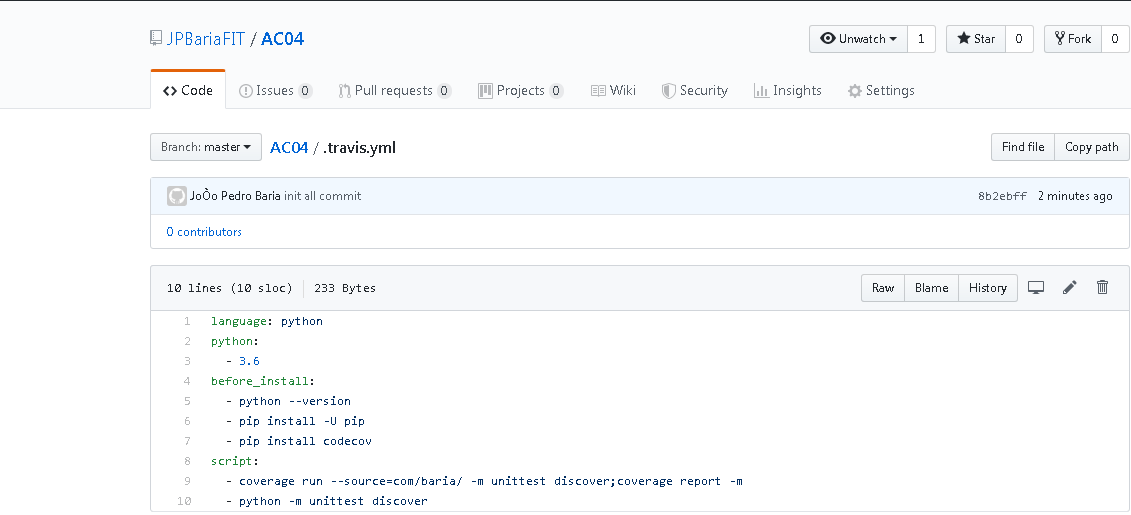 JPBariaFIT / AC04
Unwatch 1 Star 0 Fork 0
Code Issues 0 Pull requests 0 Projects 0 Wiki Security Insights Settings
Branch: master AC04 / .travis.yml Find file Copy path
JoÒo Pedro Baria init all commit 8b2ebff 2 minutes ago
0 contributors
10 lines (10 sloc) 233 Bytes Raw Blame History
1 language: python
2 python:
3 - 3.6
4 before_install:
5 - python --version
6 - pip install -U pip
7 - pip install codecov
8 script:
9 - coverage run --source=com/baria/ -m unittest discover;coverage report -m
10 - python -m unittest discover